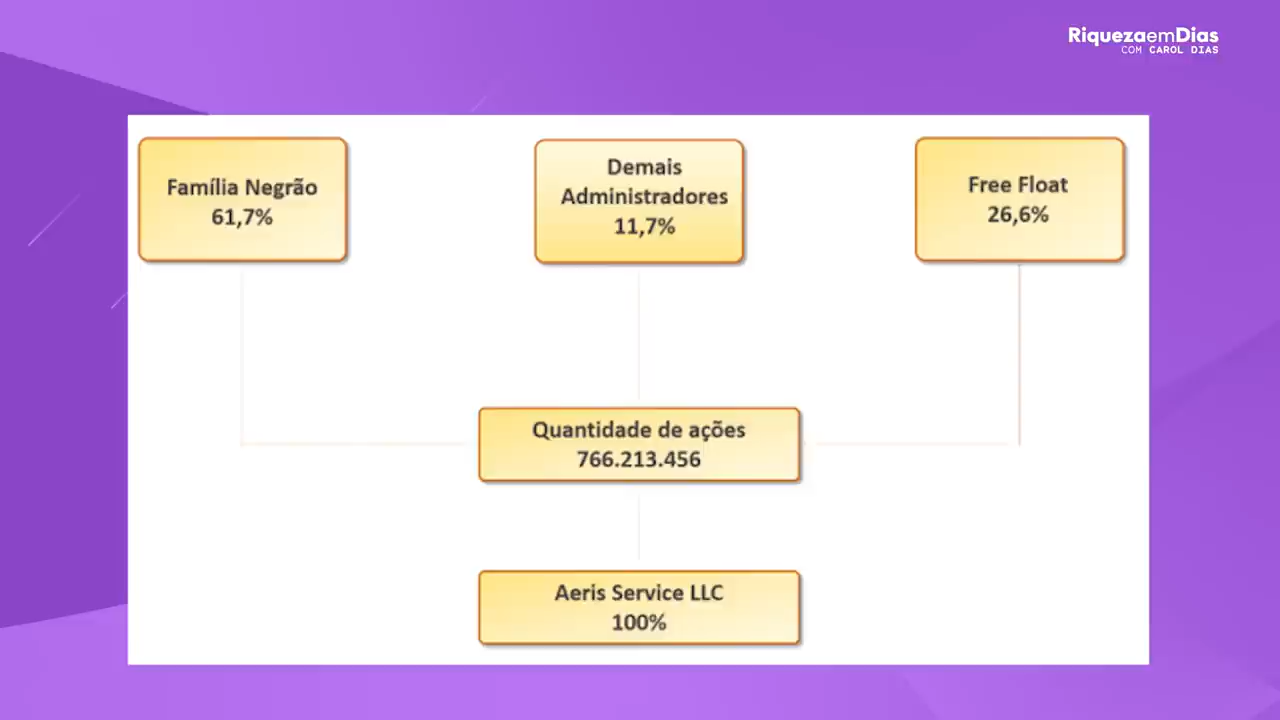 RiquezaemDias
COM CAROL DIAS
Família Negrão
61,7%
Demais
Administradores
11,7%
Free Float
26,6%
Quantidade de ações
766.213.456
Aeris Service LLC
100%